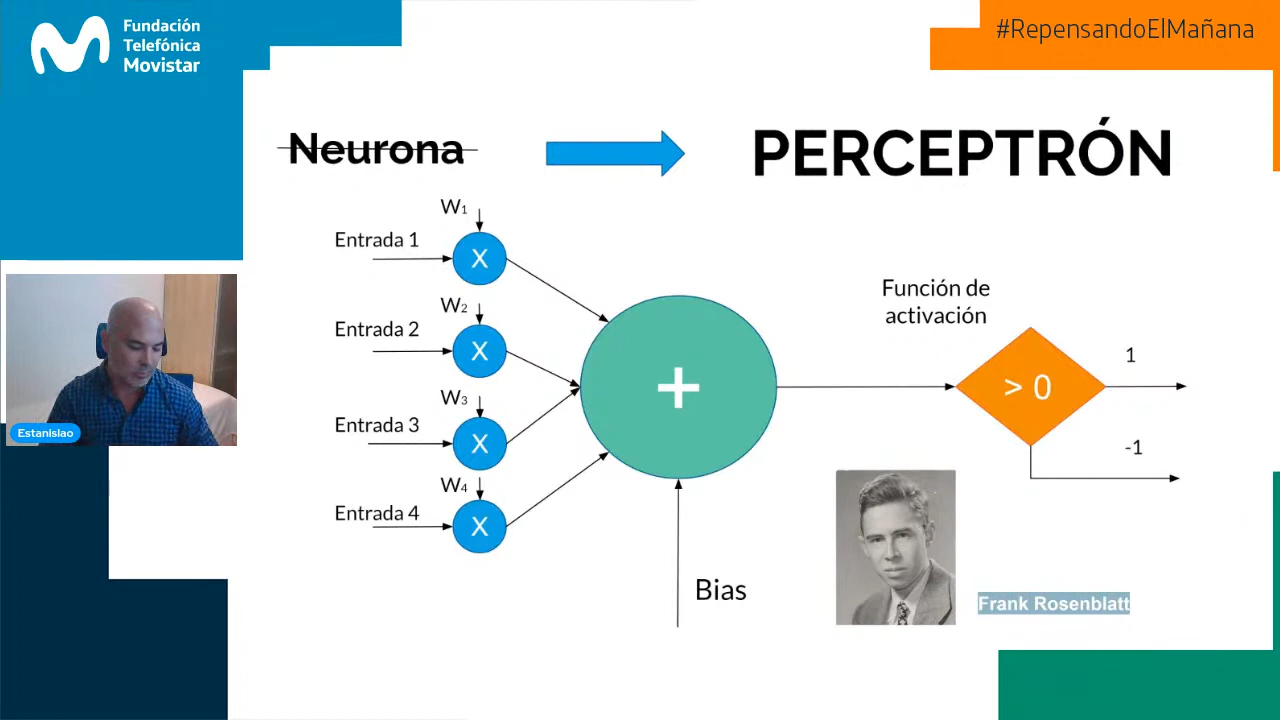 Fundación
Telefónica
Movistar
#RepensandoElMañana
Neurona
PERCEPTRÓN
W1
Entrada 1
X
W2
Entrada 2
X
W3
Entrada 3
X
W4
Entrada 4
X
+
Bias
Función de
activación
> 0
1
-1
Frank Rosenblatt
Estanislao